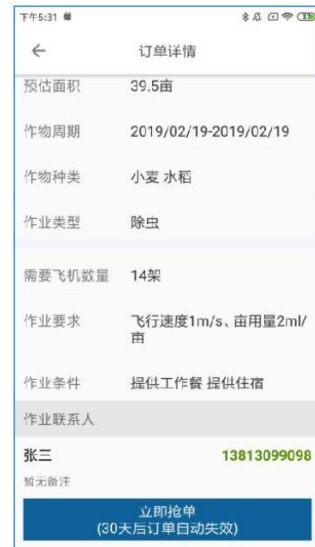 下午5:31
订单详情
预估面积 39.5亩
作物周期 2019/02/19-2019/02/19
作物种类 小麦 水稻
作业类型 除虫
需要飞机数量 14架
作业要求 飞行速度1m/s、亩用量2ml/
亩
作业条件 提供工作餐 提供住宿
作业联系人
张三 13813099098
暂无备注
立即抢单
(30天后订单自动失效)